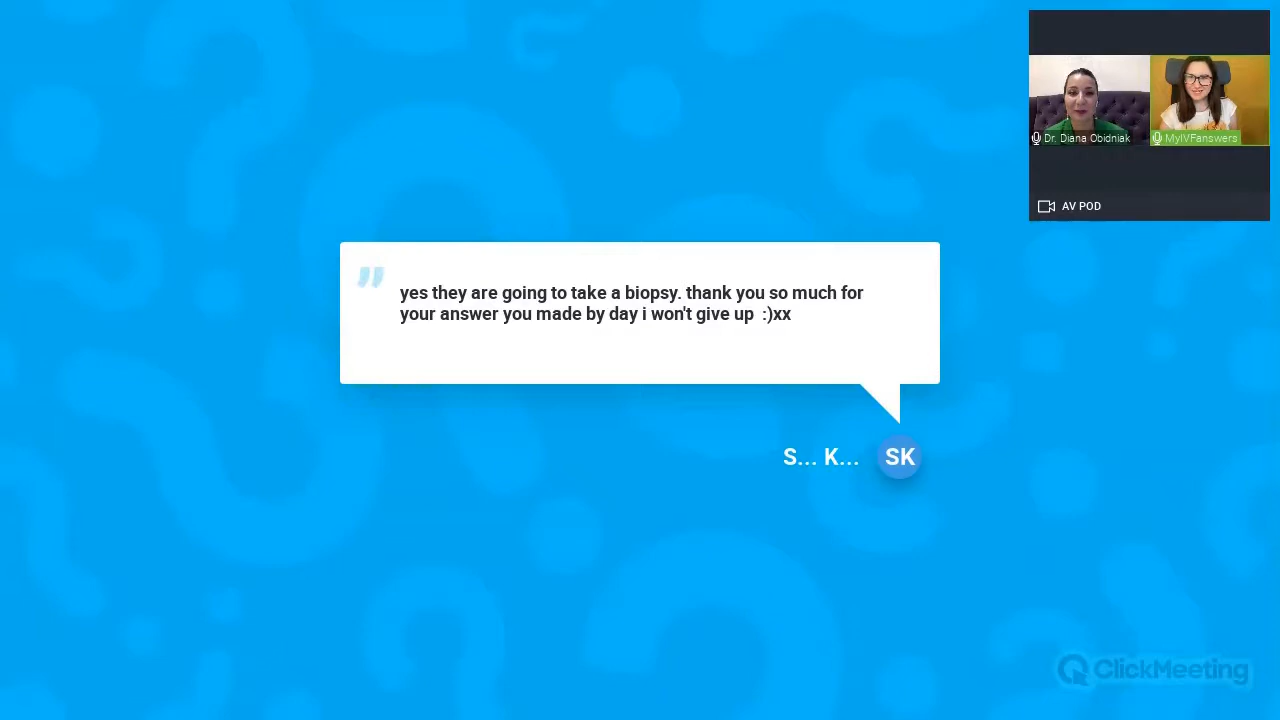 Dr. Diana Obidniak
MyIVFanswers
AV POD
yes they are going to take a biopsy. thank you so much for
your answer you made by day i won't give up  :)xx
S... K...
SK
ClickMeeting